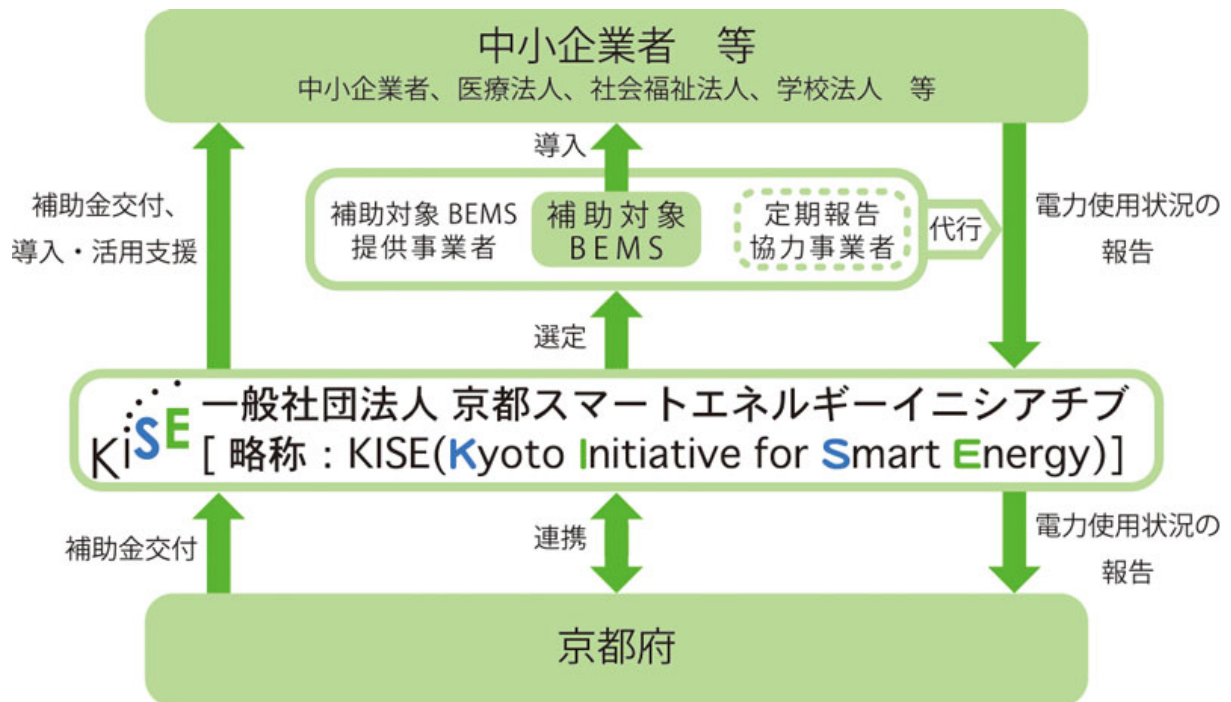 中小企業者　等
中小企業者、医療法人、社会福祉法人、学校法人　等
導入
補助金交付、
導入・活用支援
補助対象 BEMS
提供事業者
補助対象
BEMS
定期報告
協力事業者
代行
電力使用状況の
報告
選定
KiSE
一般社団法人 京都スマートエネルギーイニシアチブ
[ 略称：KISE(Kyoto Initiative for Smart Energy)]
補助金交付
連携
電力使用状況の
報告
京都府